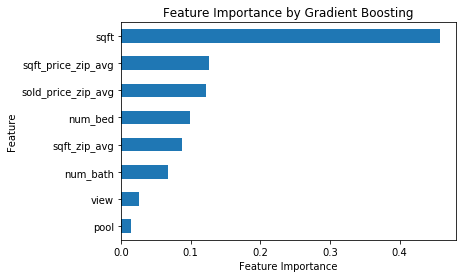 Feature Importance by Gradient Boosting
sqft
sqft_price_zip_avg
sold_price_zip_avg
num_bed
sqft_zip_avg
num_bath
view
pool
Feature
0.0 0.1 0.2 0.3 0.4
Feature Importance